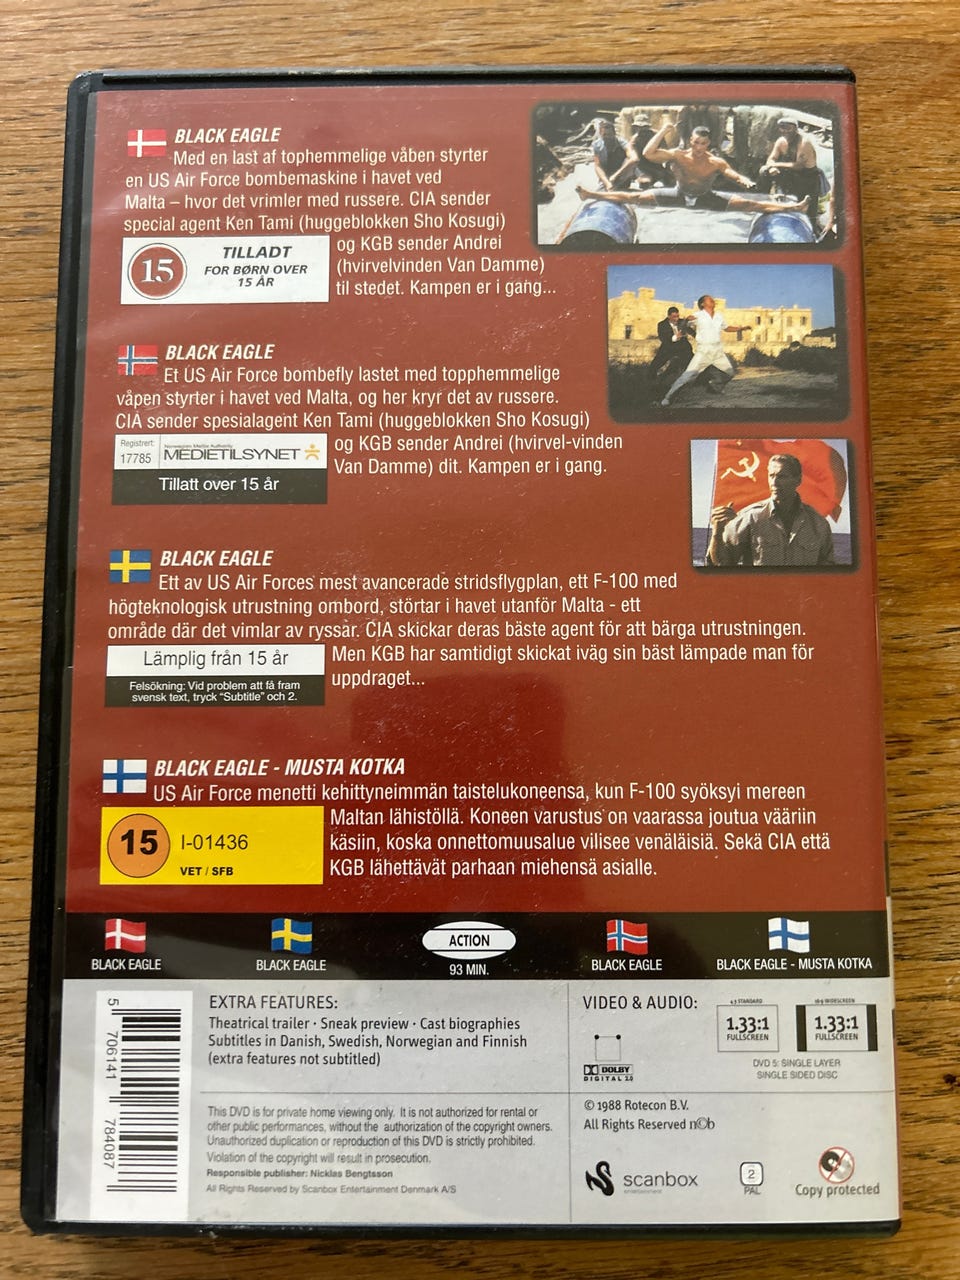 BLACK EAGLE
Med en last af tophemmelige våben styrter
en US Air Force bombemaskine i havet ved
Malta – hvor det vrimler med russere. CIA sender
special agent Ken Tami (huggeblokken Sho Kosugi)
og KGB sender Andrei
(hvirvelvinden Van Damme)
til stedet. Kampen er i gang...
15
TILLADT
FOR BØRN OVER
15 ÅR
BLACK EAGLE
Et US Air Force bombefly lastet med topphemmelige
våpen styrter i havet ved Malta, og her kryr det av russere.
CIA sender spesialagent Ken Tami (huggeblokken Sho Kosugi)
og KGB sender Andrei (hvirvel-vinden
Van Damme) dit. Kampen er i gang.
Registrert:
17785
Norwegian Media Authority
MEDIETILSYNET
Tillatt over 15 år
BLACK EAGLE
Ett av US Air Forces mest avancerade stridsflygplan, ett F-100 med
högteknologisk utrustning ombord, störtar i havet utanför Malta - ett
område där det vimlar av ryssar. CIA skickar deras bäste agent för att bärga utrustningen.
Men KGB har samtidigt skickat iväg sin bäst lämpade man för
uppdraget...
Lämplig från 15 år
Felsökning: Vid problem att få fram
svensk text, tryck "Subtitle" och 2.
BLACK EAGLE - MUSTA KOTKA
US Air Force menetti kehittyneimmän taistelukoneensa, kun F-100 syöksyi mereen
Maltan lähistöllä. Koneen varustus on vaarassa joutua vääriin
käsiin, koska onnettomuusalue vilisee venäläisiä. Sekä CIA että
KGB lähettävät parhaan miehensä asialle.
15
I-01436
VET / SFB
BLACK EAGLE
BLACK EAGLE
ACTION
93 MIN.
BLACK EAGLE
BLACK EAGLE - MUSTA KOTKA
5 706141 784087
EXTRA FEATURES:
Theatrical trailer · Sneak preview · Cast biographies
Subtitles in Danish, Swedish, Norwegian and Finnish
(extra features not subtitled)
VIDEO & AUDIO:
DOLBY
DIGITAL 2.0
4:3 STANDARD
1.33:1
FULLSCREEN
16:9 WIDESCREEN
1.33:1
FULLSCREEN
DVD 5: SINGLE LAYER
SINGLE SIDED DISC
This DVD is for private home viewing only. It is not authorized for rental or
other public performances, without the authorization of the copyright owners.
Unauthorized duplication or reproduction of this DVD is strictly prohibited.
Violation of the copyright will result in prosecution.
Responsible publisher: Nicklas Bengtsson
All Rights Reserved by Scanbox Entertainment Denmark A/S
© 1988 Rotecon B.V.
All Rights Reserved n©b
scanbox
entertainment
2
PAL
Copy protected